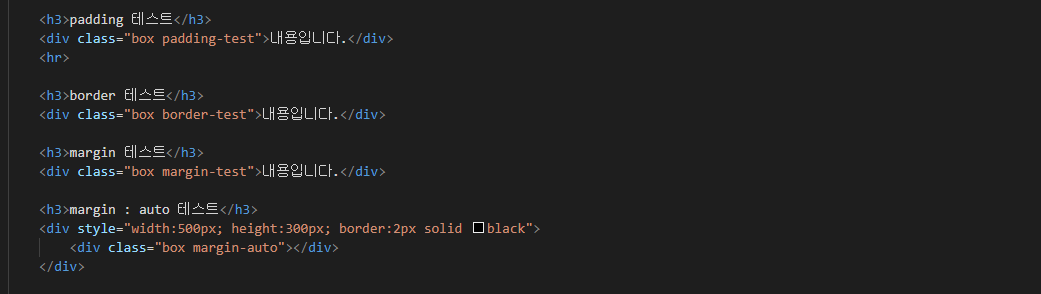 <h3>padding 테스트</h3>
<div class="box padding-test">내용입니다.</div>
<hr>
<h3>border 테스트</h3>
<div class="box border-test">내용입니다.</div>
<h3>margin 테스트</h3>
<div class="box margin-test">내용입니다.</div>
<h3>margin : auto 테스트</h3>
<div style="width:500px; height:300px; border:2px solid black">
<div class="box margin-auto"></div>
</div>